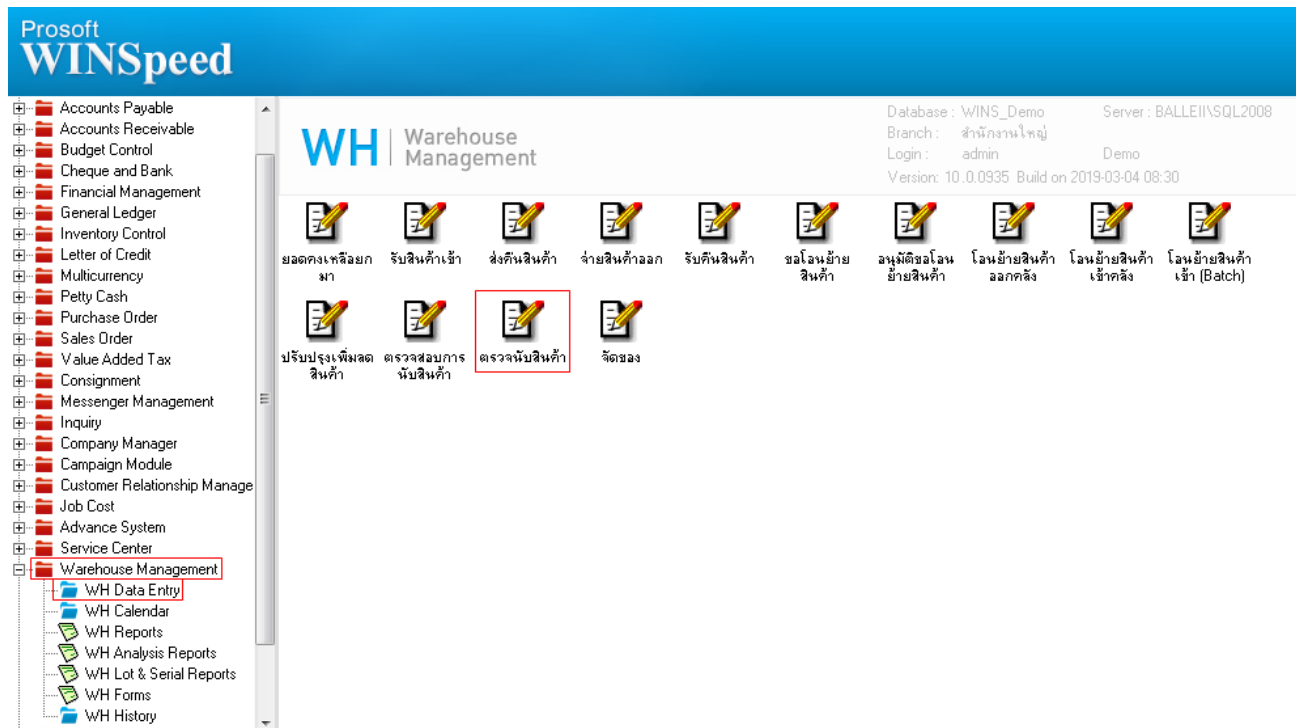 Prosoft
WINSpeed
Accounts Payable
Accounts Receivable
Budget Control
Cheque and Bank
Financial Management
General Ledger
Inventory Control
Letter of Credit
Multicurrency
Petty Cash
Purchase Order
Sales Order
Value Added Tax
Consignment
Messenger Management
Inquiry
Company Manager
Campaign Module
Customer Relationship Manage
Job Cost
Advance System
Service Center
Warehouse Management
WH Data Entry
WH Calendar
WH Reports
WH Analysis Reports
WH Lot & Serial Reports
WH Forms
WH History
WH Warehouse
Management
Database : WINS_Demo Server : BALLEII\SQL2008
Branch : สำนักงานใหญ่
Login : admin Demo
Version: 10.0.0935 Build on 2019-03-04 08:30
ยอดคงเหลือยก
มา
รับสินค้าเข้า
ส่งคืนสินค้า
จ่ายสินค้าออก
รับคืนสินค้า
ขอโอนย้าย
สินค้า
อนุมัติขอโอน
ย้ายสินค้า
โอนย้ายสินค้า
ออกคลัง
โอนย้ายสินค้า
เข้าคลัง
โอนย้ายสินค้า
เข้า (Batch)
ปรับปรุงเพิ่มลด
สินค้า
ตรวจสอบการ
นับสินค้า
ตรวจนับสินค้า
จัดของ